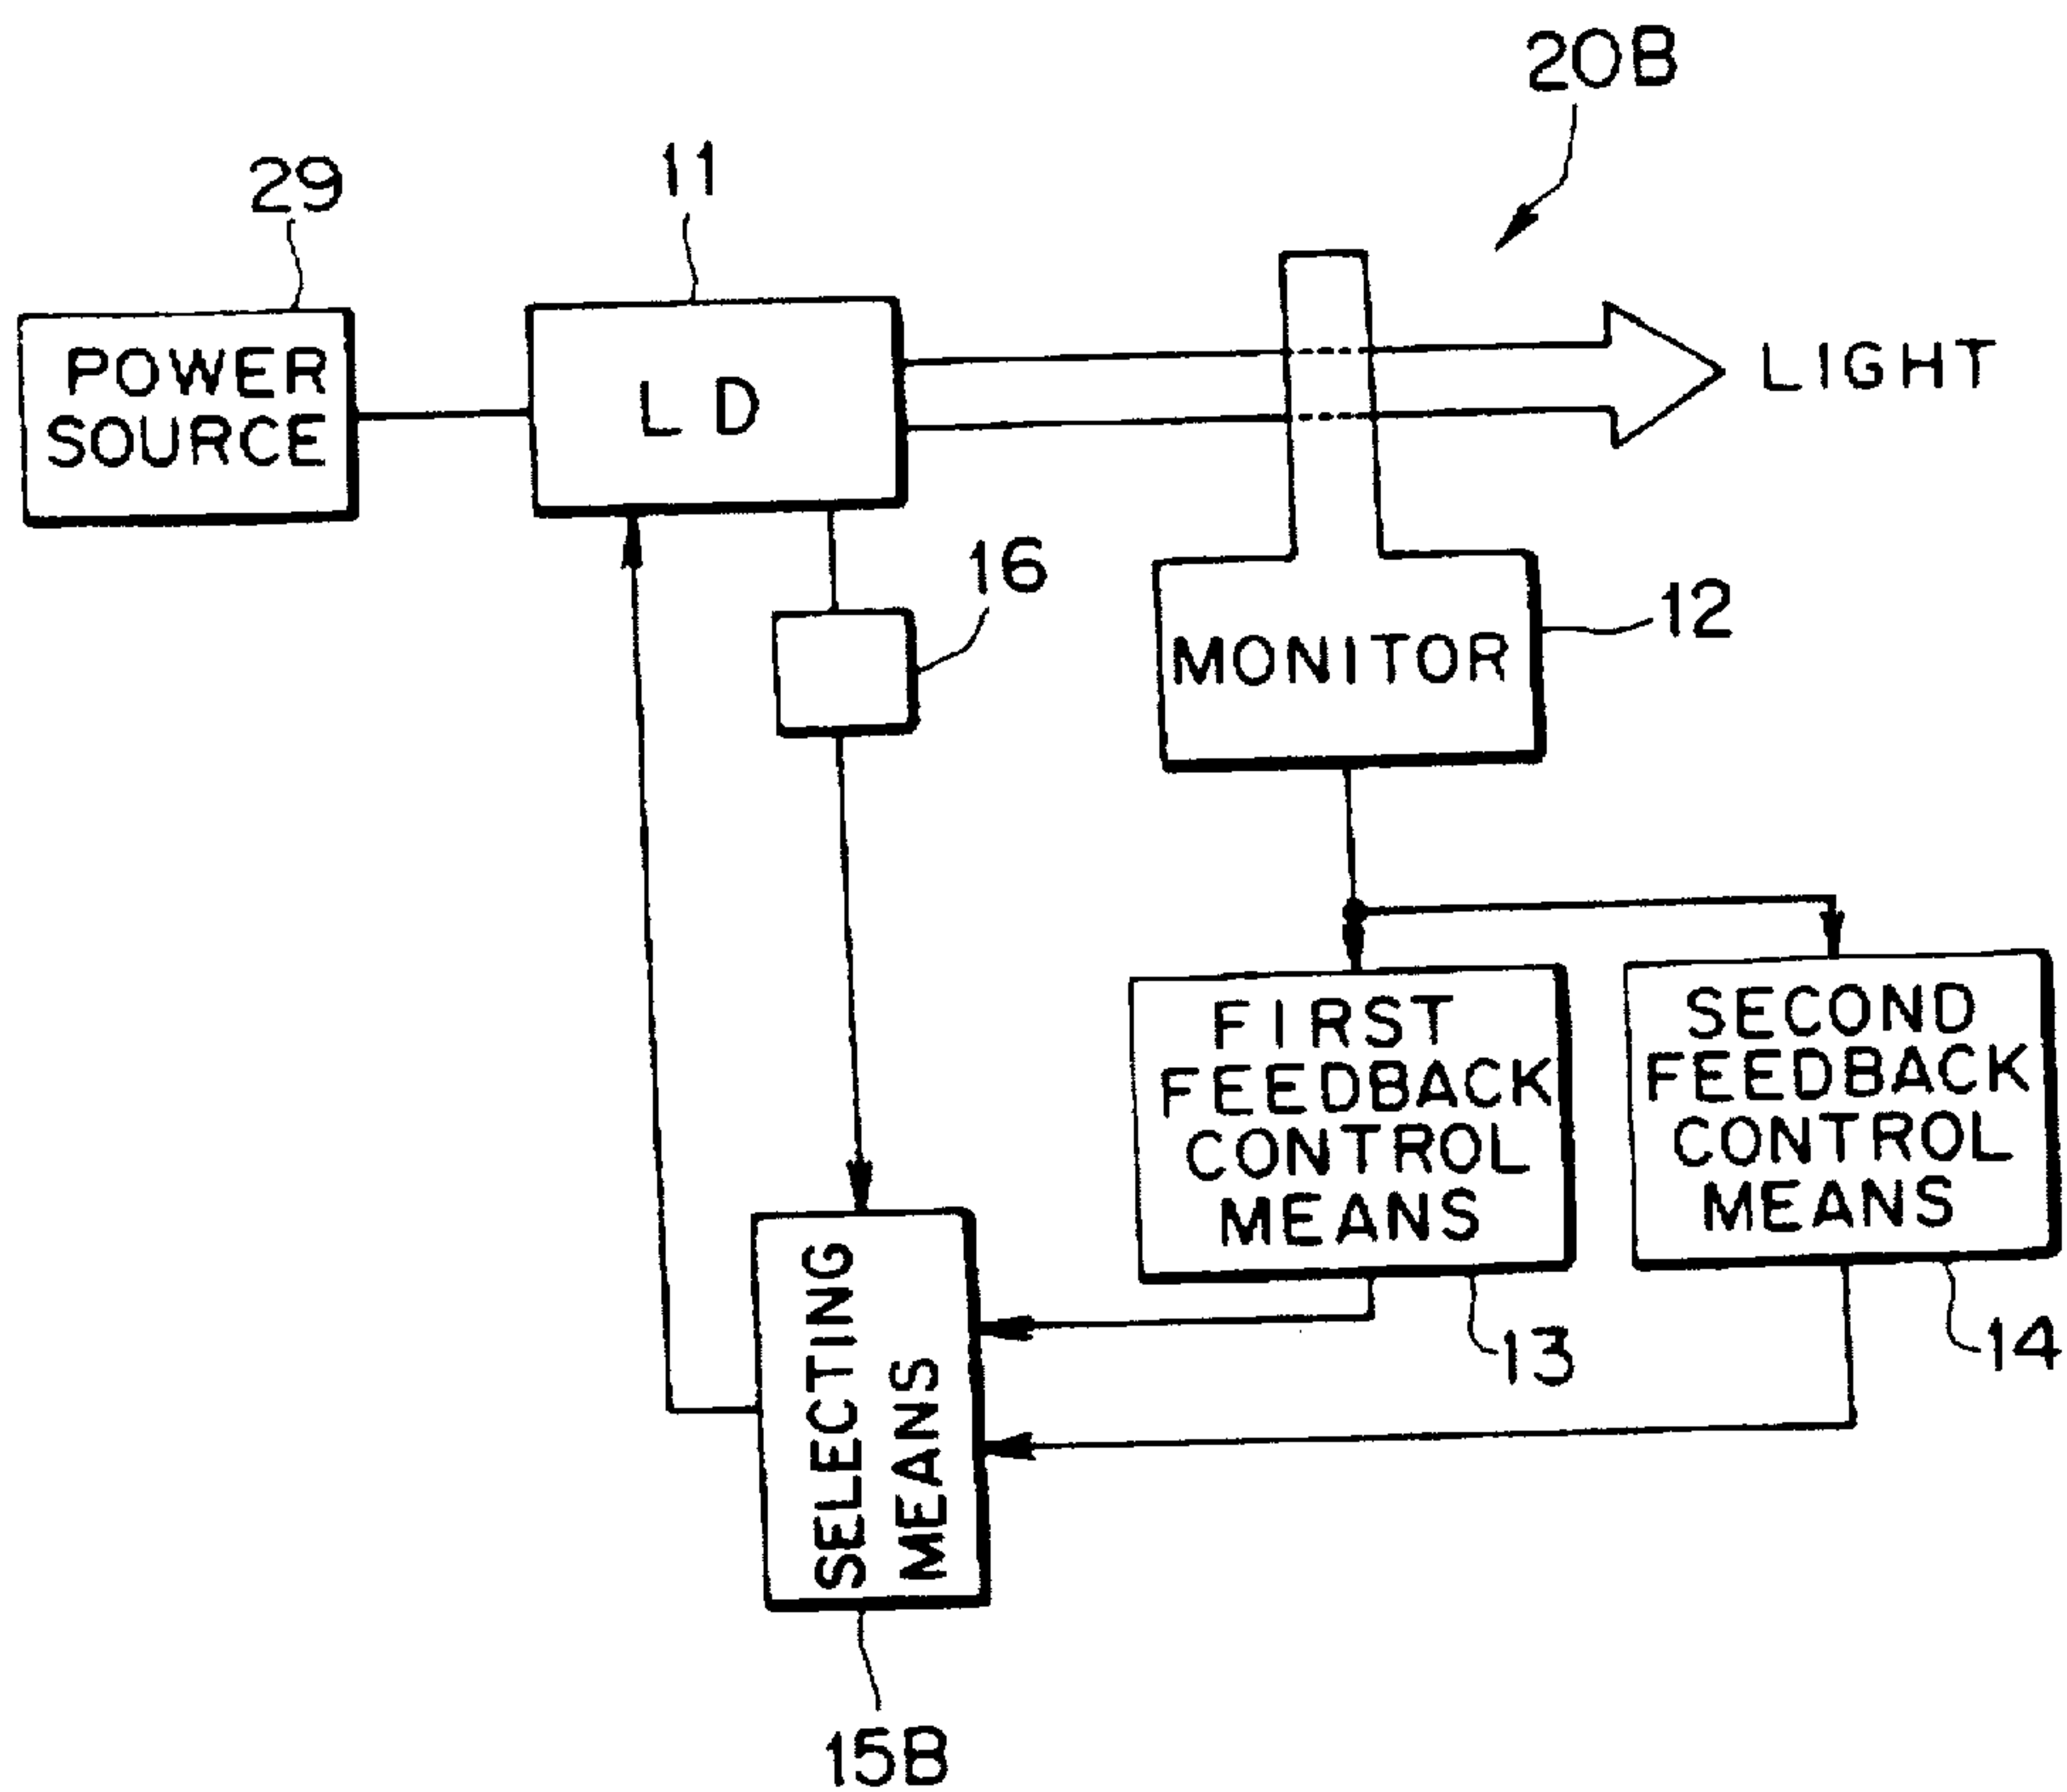 20B
29
11
POWER
SOURCE
LD
LIGHT
16
12
MONITOR
FIRST
FEEDBACK
CONTROL
MEANS
SECOND
FEEDBACK
CONTROL
MEANS
SELECTING
MEANS
13
14
15B